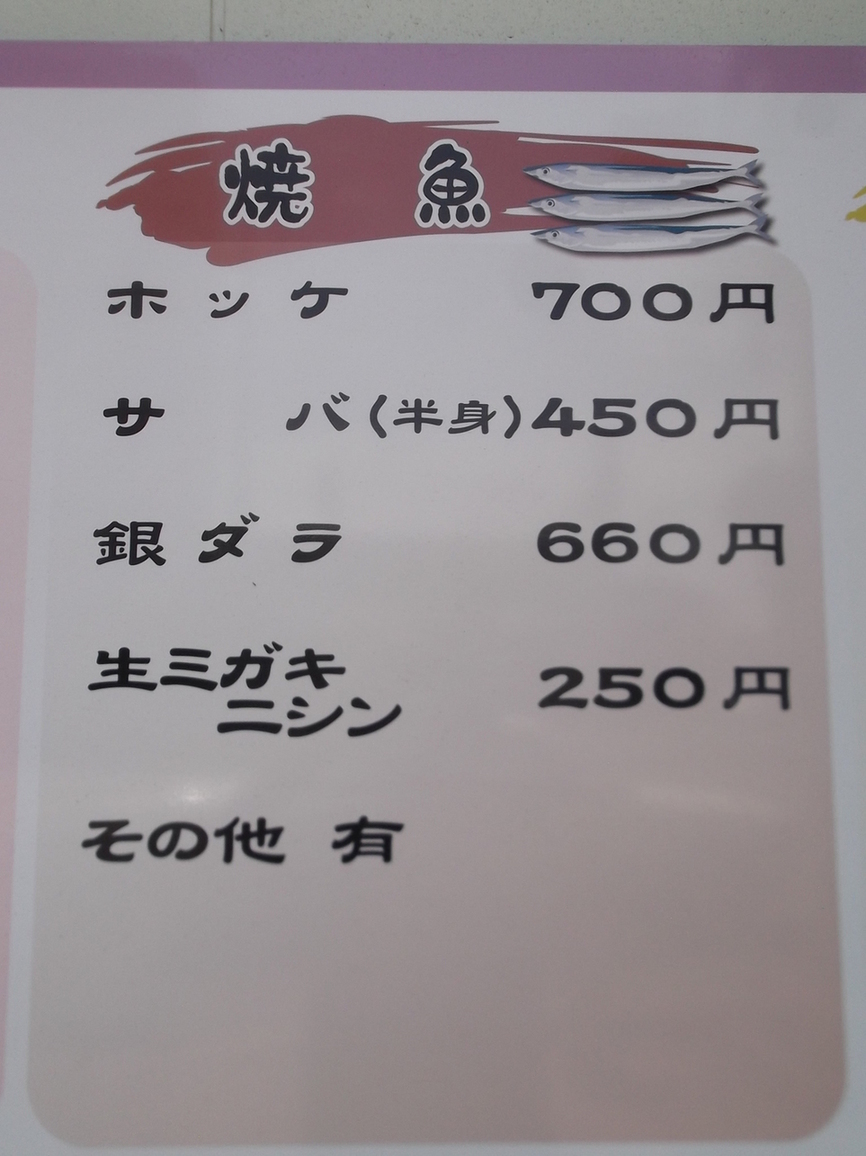 焼 魚
ホッケ 700円
サ バ(半身)450円
銀ダラ 660円
生ミガキ
ニシン 250円
その他 有